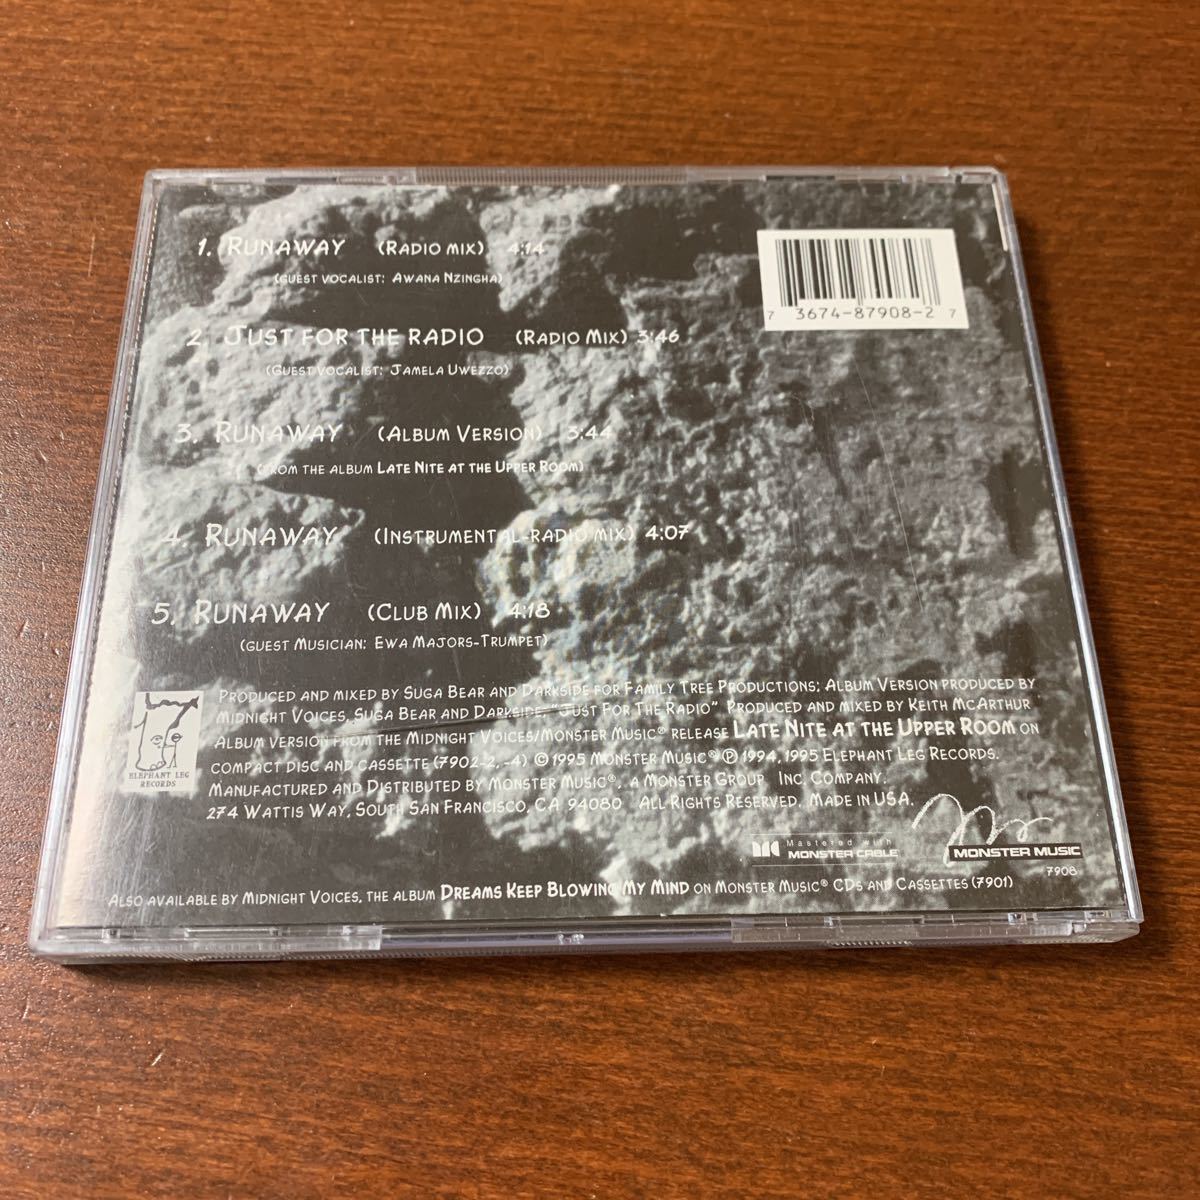 1. Runaway (Radio mix) 4:14
(guest vocalist: Awana Nzingha)
7 3674-87908-2 7
2. Just for the radio (Radio Mix) 3:46
(Guest vocalist: Jamela Uwezzo)
3. Runaway (Album Version) 3:44
(from the album Late Nite at the Upper Room)
4. Runaway (Instrumental-radio mix) 4:07
5. Runaway (Club Mix) 4:18
(guest Musician: Ewa Majors-Trumpet)
Produced and mixed by Suga Bear and Darkside for Family Tree Productions; Album Version produced by
Midnight Voices, Suga Bear and Darkside, "Just For The Radio" Produced and mixed by Keith McArthur
Album version from the Midnight Voices/Monster Music® release Late Nite at the Upper Room on
compact disc and cassette (7902-2,-4) © 1995 Monster Music® ℗ 1994, 1995 Elephant Leg Records.
Manufactured and Distributed by Monster Music®, a Monster Group Inc. Company.
274 Wattis Way, South San Francisco, CA 94080 All Rights Reserved. Made in USA.
ELEPHANT LEG
RECORDS
Mastered with
MONSTER CABLE
MONSTER MUSIC
7908
Also available by Midnight Voices, the album Dreams Keep Blowing My Mind on Monster Music® CDs and Cassettes (7901)